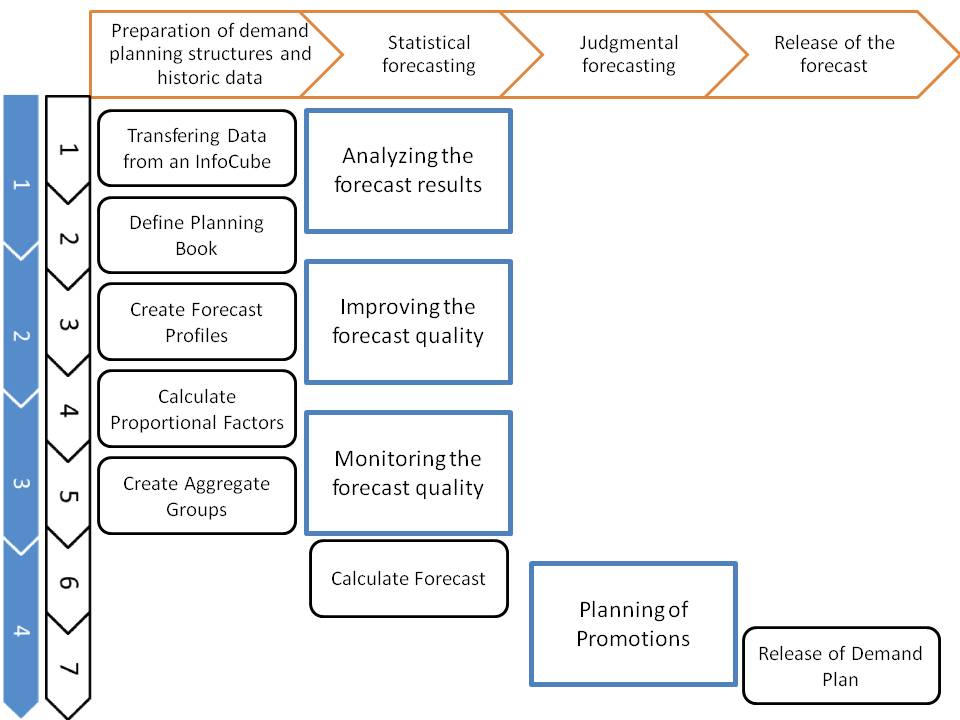 Preparation of demand
planning structures and
historic data
Statistical
forecasting
Judgmental
forecasting
Release of the
forecast
1
2
3
4
1
2
3
4
5
6
7
Transfering Data
from an InfoCube
Define Planning
Book
Create Forecast
Profiles
Calculate
Proportional Factors
Create Aggregate
Groups
Analyzing the
forecast results
Improving the
forecast quality
Monitoring the
forecast quality
Calculate Forecast
Planning of
Promotions
Release of Demand
Plan